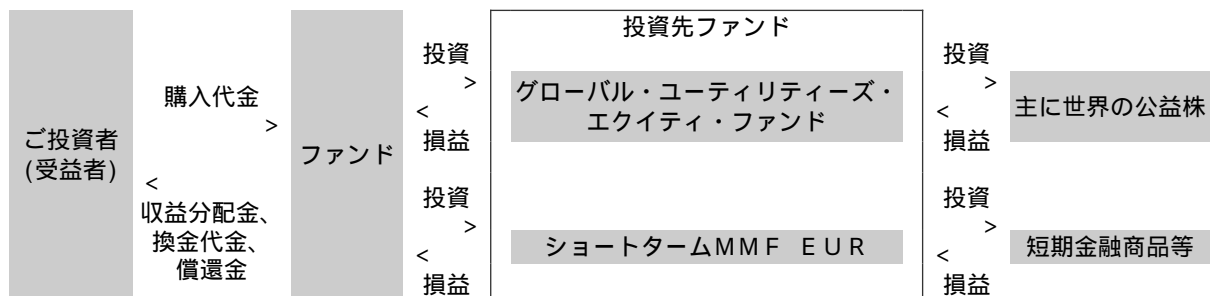 ご投資者
(受益者)
購入代金
>
<
収益分配金、
換金代金、
償還金
ファンド
投資
>
<
損益
投資
>
<
損益
投資先ファンド
グローバル・ユーティリティーズ・
エクイティ・ファンド
ショートタームＭＭＦ　ＥＵＲ
投資
>
<
損益
投資
>
<
損益
主に世界の公益株
短期金融商品等